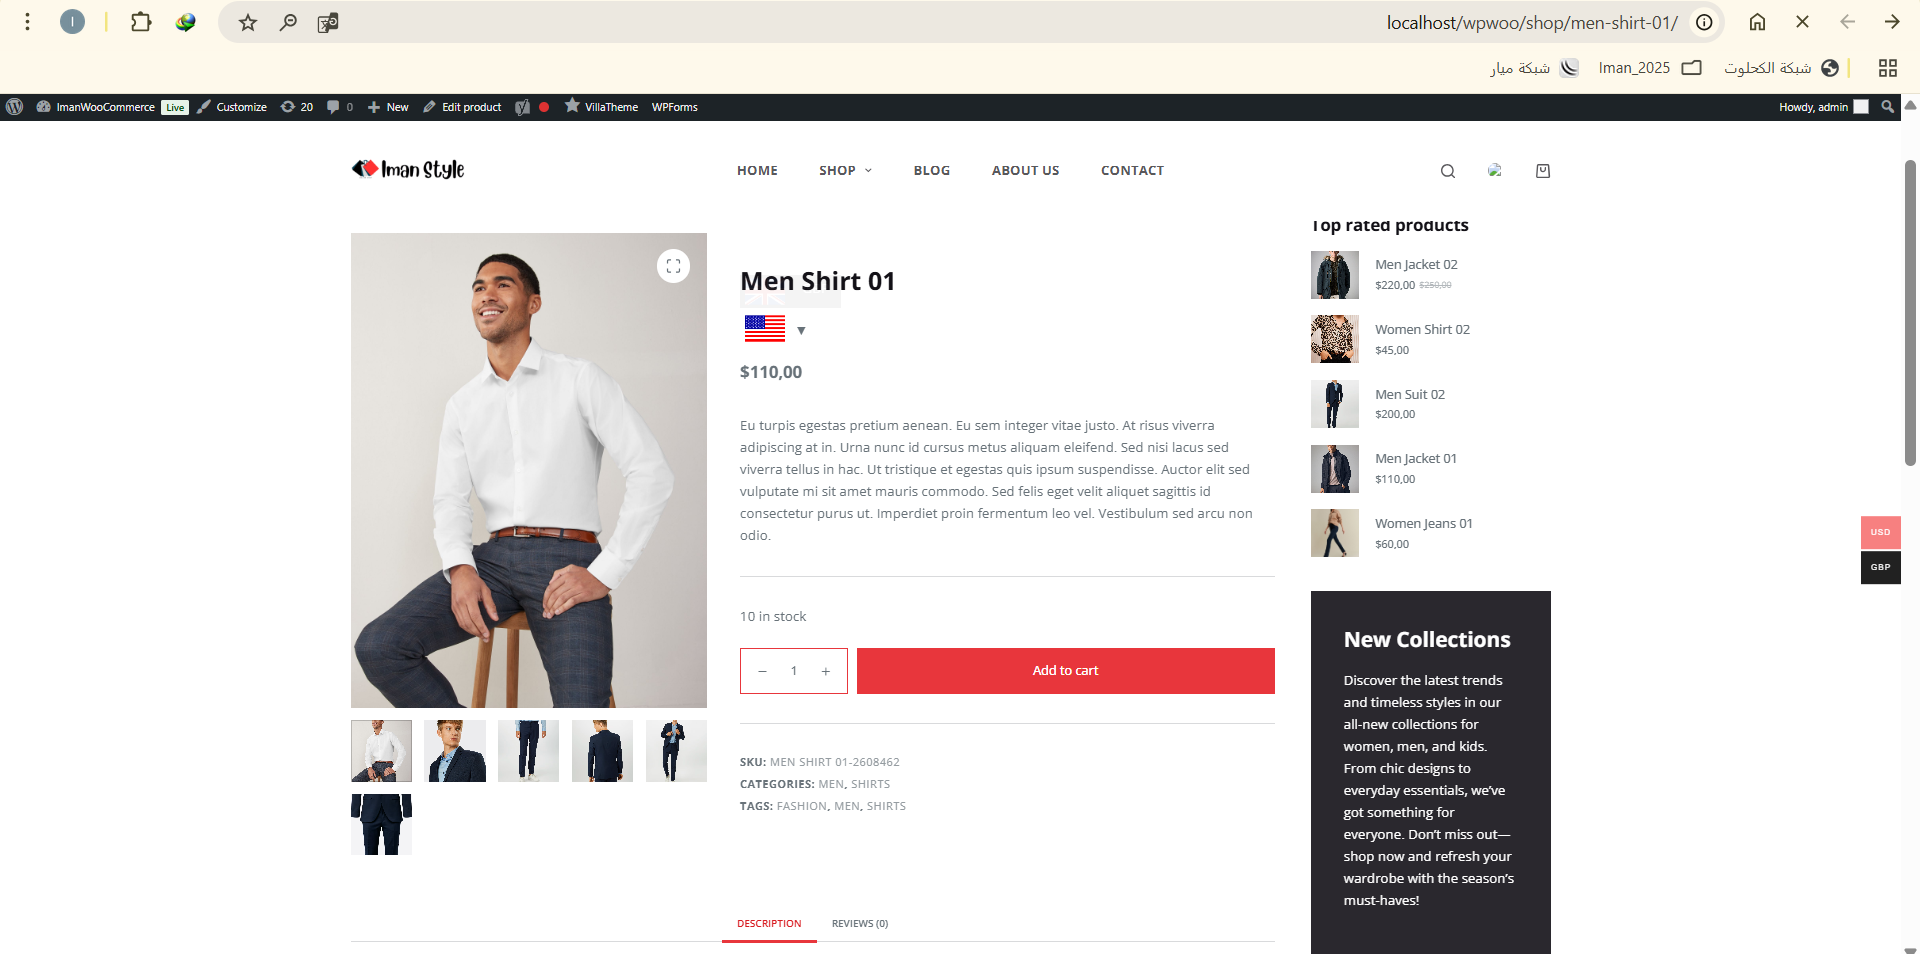 I
localhost/wpwoo/shop/men-shirt-01/
شبكة ميار
Iman_2025
شبكة الكحلوت
ImanWooCommerce
Live
Customize
20
0
New
Edit product
VillaTheme
WPForms
Howdy, admin
Iman Style
HOME
SHOP
BLOG
ABOUT US
CONTACT
Men Shirt 01
$110,00
Eu turpis egestas pretium aenean. Eu sem integer vitae justo. At risus viverra
adipiscing at in. Urna nunc id cursus metus aliquam eleifend. Sed nisi lacus sed
viverra tellus in hac. Ut tristique et egestas quis ipsum suspendisse. Auctor elit sed
vulputate mi sit amet mauris commodo. Sed felis eget velit aliquet sagittis id
consectetur purus ut. Imperdiet proin fermentum leo vel. Vestibulum sed arcu non
odio.
10 in stock
− 1 +
Add to cart
SKU: MEN SHIRT 01-2608462
CATEGORIES: MEN, SHIRTS
TAGS: FASHION, MEN, SHIRTS
DESCRIPTION
REVIEWS (0)
Top rated products
Men Jacket 02
$220,00 $250,00
Women Shirt 02
$45,00
Men Suit 02
$200,00
Men Jacket 01
$110,00
Women Jeans 01
$60,00
New Collections
Discover the latest trends
and timeless styles in our
all-new collections for
women, men, and kids.
From chic designs to
everyday essentials, we’ve
got something for
everyone. Don’t miss out—
shop now and refresh your
wardrobe with the season’s
must-haves!
USD
GBP